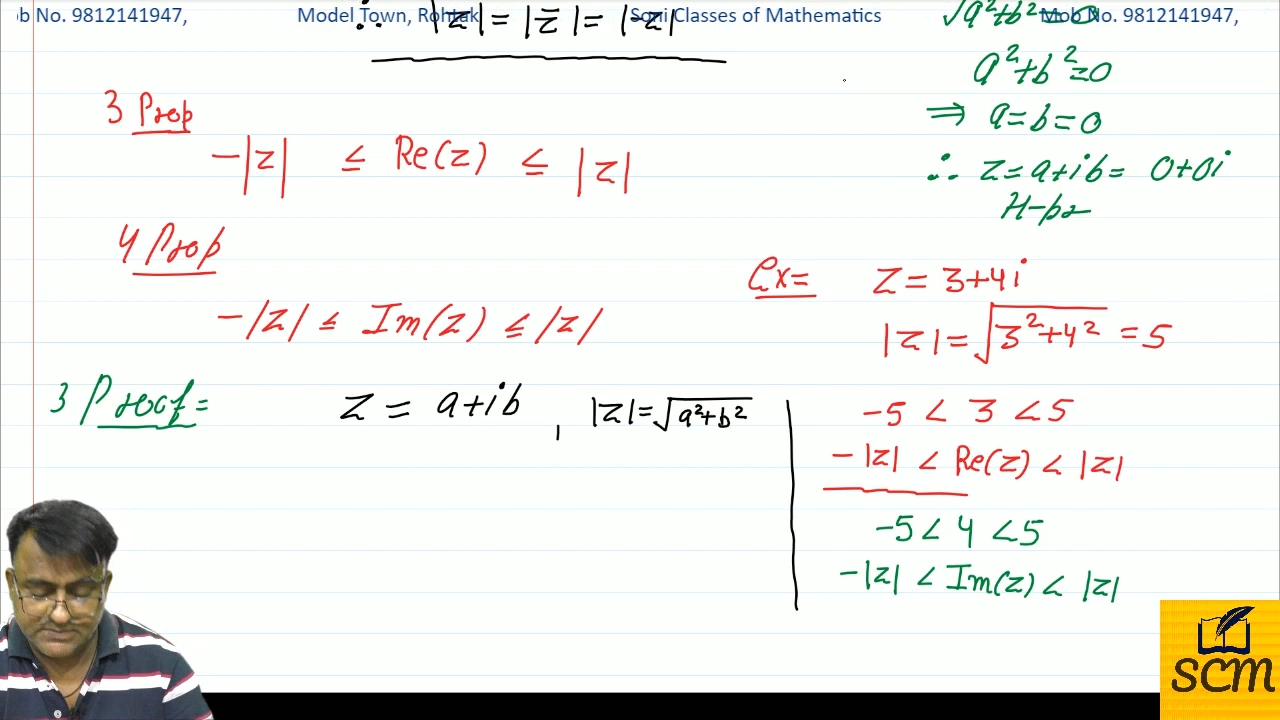 ob No. 9812141947, Model Town, Rohtak Soni Classes of Mathematics Mob No. 9812141947,
∴ |z| = |z̄| = |-z|
3 Prop
-|z| ≤ Re(z) ≤ |z|
4 Prop
-|z| ≤ Im(z) ≤ |z|
3 Proof =
z = a+ib , |z| = √(a²+b²)
√(a²+b²) = 0
a²+b²=0
⇒ a=b=0
∴ z=a+ib= 0+0i
Ex=
z = 3+4i
|z| = √(3²+4²) = 5
-5 < 3 < 5
-|z| < Re(z) < |z|
-5 < 4 < 5
-|z| < Im(z) < |z|
SCM